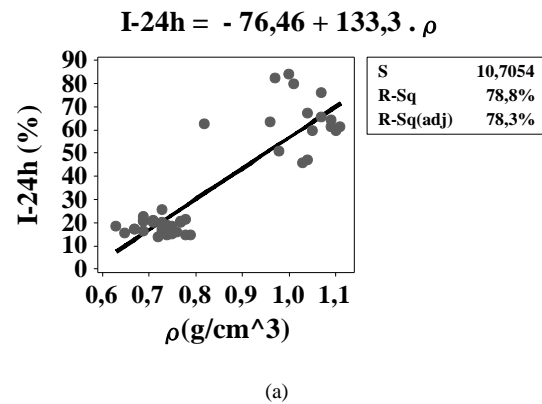 I-24h = - 76,46 + 133,3 . ρ
S 10,7054
R-Sq 78,8%
R-Sq(adj) 78,3%
I-24h (%)
90
80
70
60
50
40
30
20
10
0
0,6 0,7 0,8 0,9 1,0 1,1
ρ(g/cm^3)
(a)